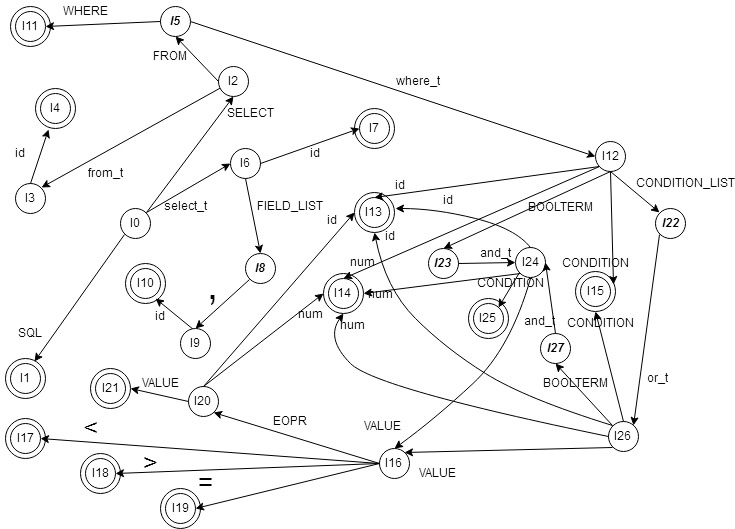 WHERE
I11
I5
FROM
I2
where_t
I4
SELECT
id
I7
id
I6
I12
from_t
I3
select_t
I0
FIELD_LIST
id
id
id
CONDITION_LIST
BOOLTERM
I13
I22
id
I8
num
I23
and_t
I24
CONDITION
CONDITION
I10
,
id
I14
num
I15
I25
num
num
and_t
CONDITION
SQL
I9
I27
I1
VALUE
BOOLTERM
or_t
I21
I20
EOPR
VALUE
I17
<
I26
I18
>
I16
VALUE
=
I19